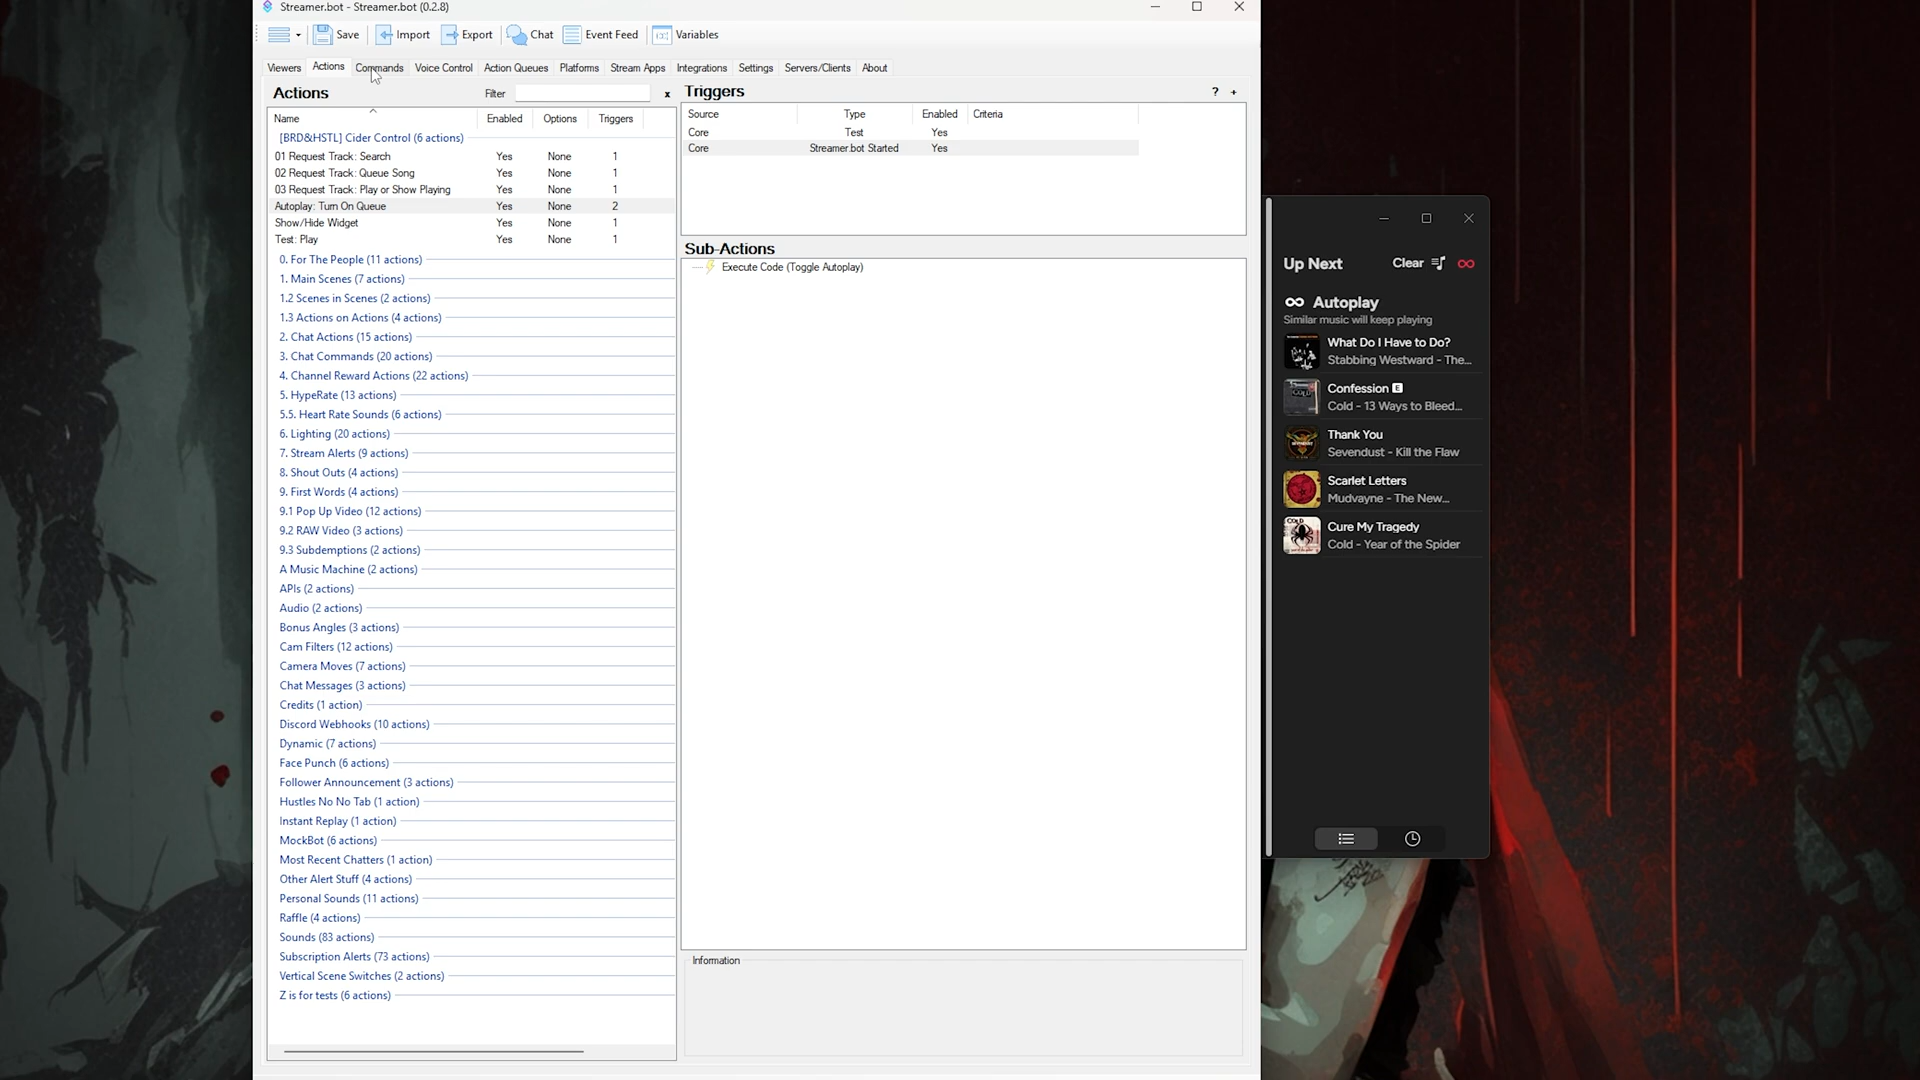 Streamer.bot - Streamer.bot (0.2.8)
Save Import Export Chat Event Feed Variables
Viewers Actions Commands Voice Control Action Queues Platforms Stream Apps Integrations Settings Servers/Clients About
Actions Filter x
Name Enabled Options Triggers
[BRD&HSTL] Cider Control (6 actions)
01 Request Track: Search Yes None 1
02 Request Track: Queue Song Yes None 1
03 Request Track: Play or Show Playing Yes None 1
Autoplay: Turn On Queue Yes None 2
Show/Hide Widget Yes None 1
Test: Play Yes None 1
0. For The People (11 actions)
1. Main Scenes (7 actions)
1.2 Scenes in Scenes (2 actions)
1.3 Actions on Actions (4 actions)
2. Chat Actions (15 actions)
3. Chat Commands (20 actions)
4. Channel Reward Actions (22 actions)
5. HypeRate (13 actions)
5.5. Heart Rate Sounds (6 actions)
6. Lighting (20 actions)
7. Stream Alerts (9 actions)
8. Shout Outs (4 actions)
9. First Words (4 actions)
9.1 Pop Up Video (12 actions)
9.2 RAW Video (3 actions)
9.3 Subdemptions (2 actions)
A Music Machine (2 actions)
APIs (2 actions)
Audio (2 actions)
Bonus Angles (3 actions)
Cam Filters (12 actions)
Camera Moves (7 actions)
Chat Messages (3 actions)
Credits (1 action)
Discord Webhooks (10 actions)
Dynamic (7 actions)
Face Punch (6 actions)
Follower Announcement (3 actions)
Hustles No No Tab (1 action)
Instant Replay (1 action)
MockBot (6 actions)
Most Recent Chatters (1 action)
Other Alert Stuff (4 actions)
Personal Sounds (11 actions)
Raffle (4 actions)
Sounds (83 actions)
Subscription Alerts (73 actions)
Vertical Scene Switches (2 actions)
Z is for tests (6 actions)
Triggers ? +
Source Type Enabled Criteria
Core Test Yes
Core Streamer.bot Started Yes
Sub-Actions
Execute Code (Toggle Autoplay)
Information
Up Next Clear
Autoplay
Similar music will keep playing
What Do I Have to Do?
Stabbing Westward - The...
Confession E
Cold - 13 Ways to Bleed...
Thank You
Sevendust - Kill the Flaw
Scarlet Letters
Mudvayne - The New...
Cure My Tragedy
Cold - Year of the Spider